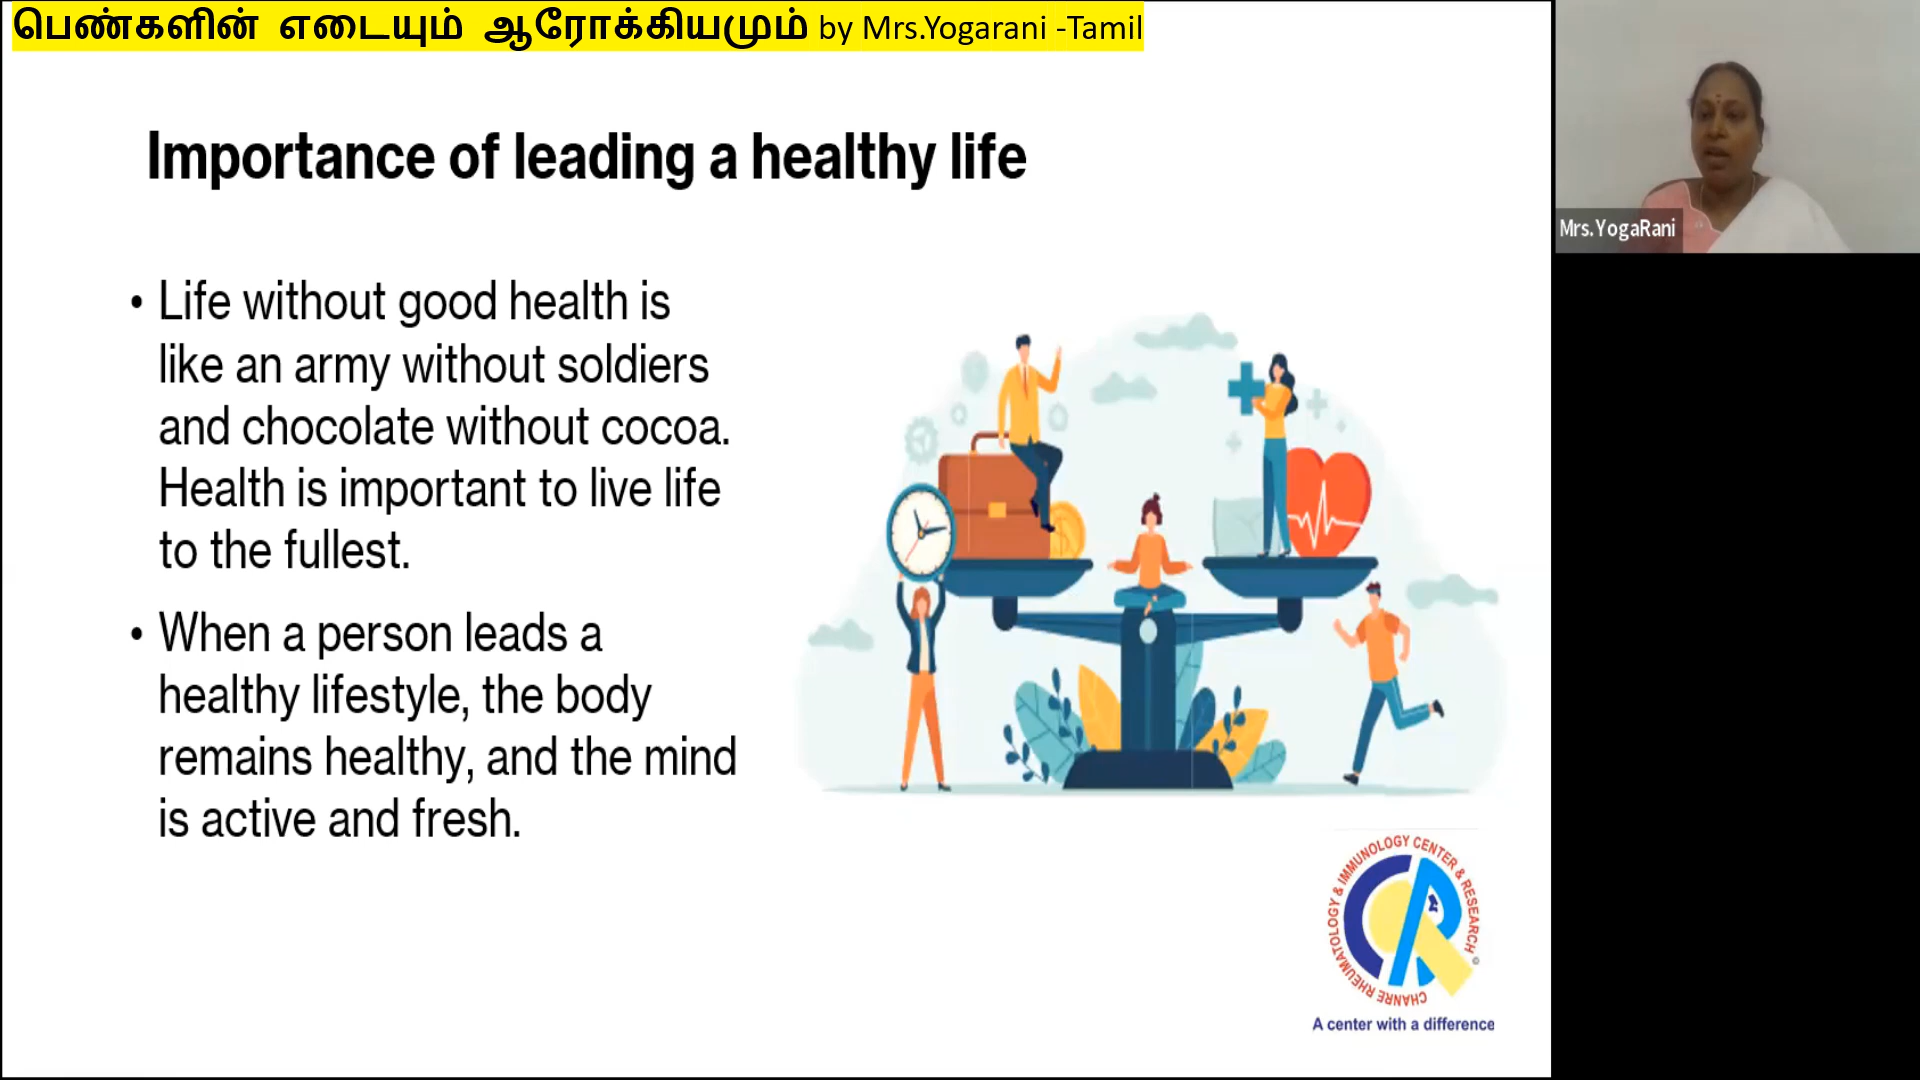 பெண்களின் எடையும் ஆரோக்கியமும் by Mrs.Yogarani -Tamil
Importance of leading a healthy life
Mrs.YogaRani
• Life without good health is
like an army without soldiers
and chocolate without cocoa.
Health is important to live life
to the fullest.
• When a person leads a
healthy lifestyle, the body
remains healthy, and the mind
is active and fresh.
CHANRE RHEUMATOLOGY & IMMUNOLOGY CENTER & RESEARCH
A center with a difference